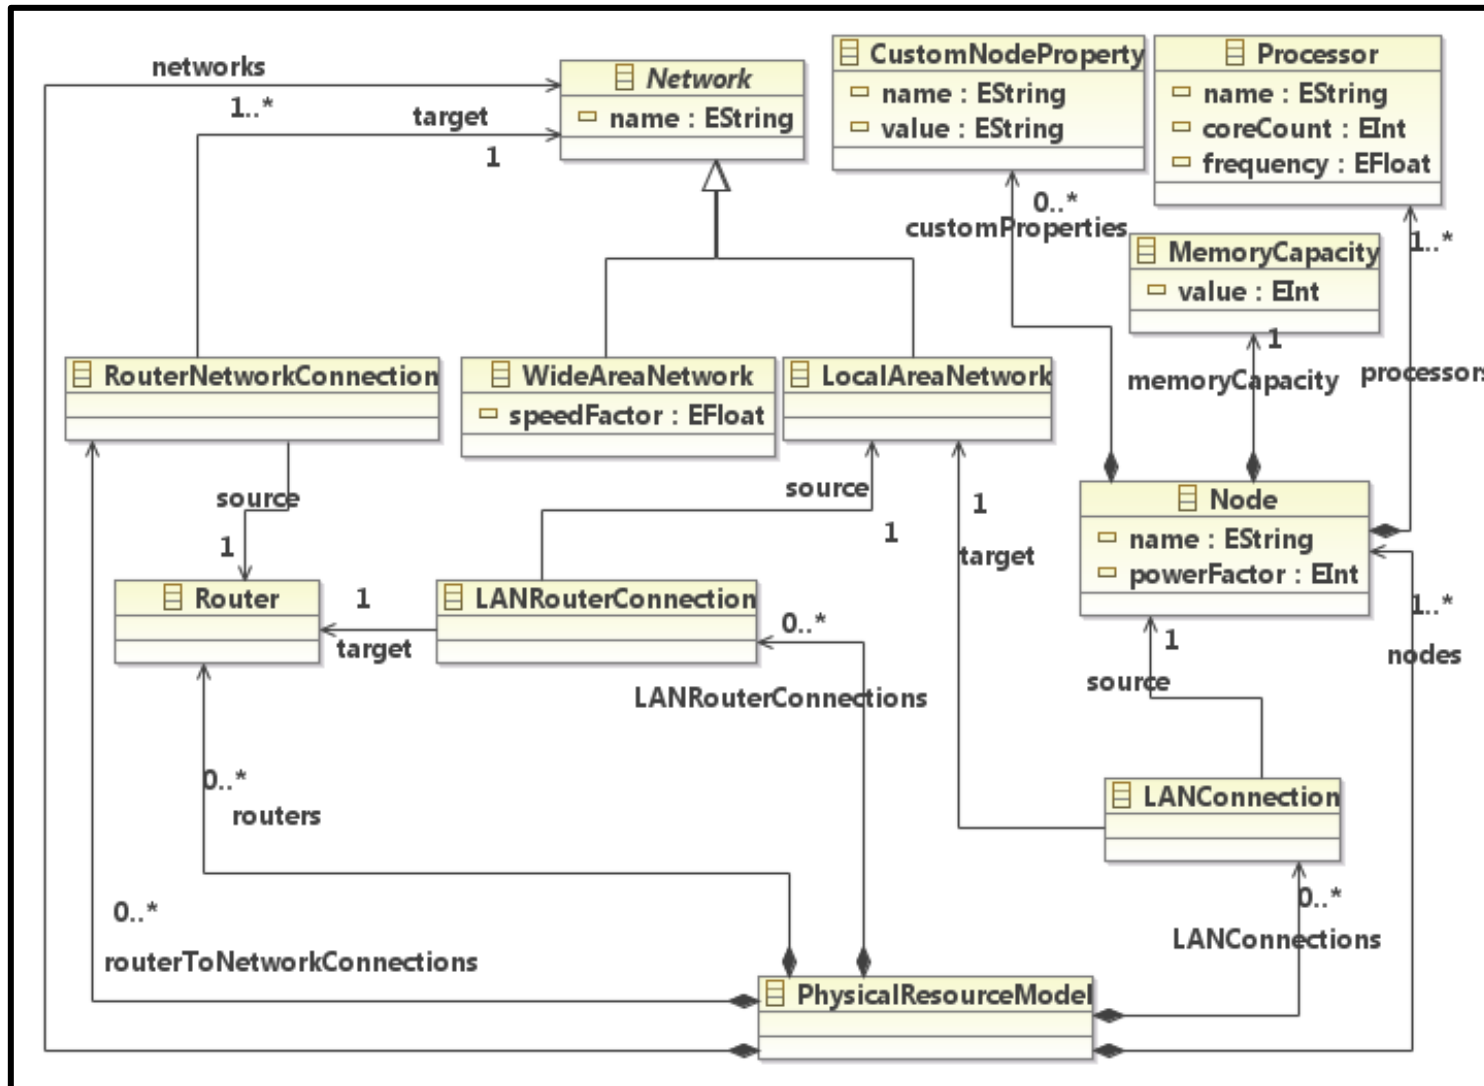 networks
1..*
target
1
Network
name : EString
CustomNodeProperty
name : EString
value : EString
Processor
name : EString
coreCount : EInt
frequency : EFloat
0..*
customProperties
1..*
processors
MemoryCapacity
value : EInt
1
memoryCapacity
RouterNetworkConnection
WideAreaNetwork
speedFactor : EFloat
LocalAreaNetwork
source
1
source
1
1
target
Node
name : EString
powerFactor : EInt
Router
1
target
LANRouterConnection
0..*
LANRouterConnections
1
source
1..*
nodes
0..*
routers
LANConnection
0..*
LANConnections
0..*
routerToNetworkConnections
PhysicalResourceModel